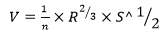 V = 1/n × R^2/3 × S^ 1/2